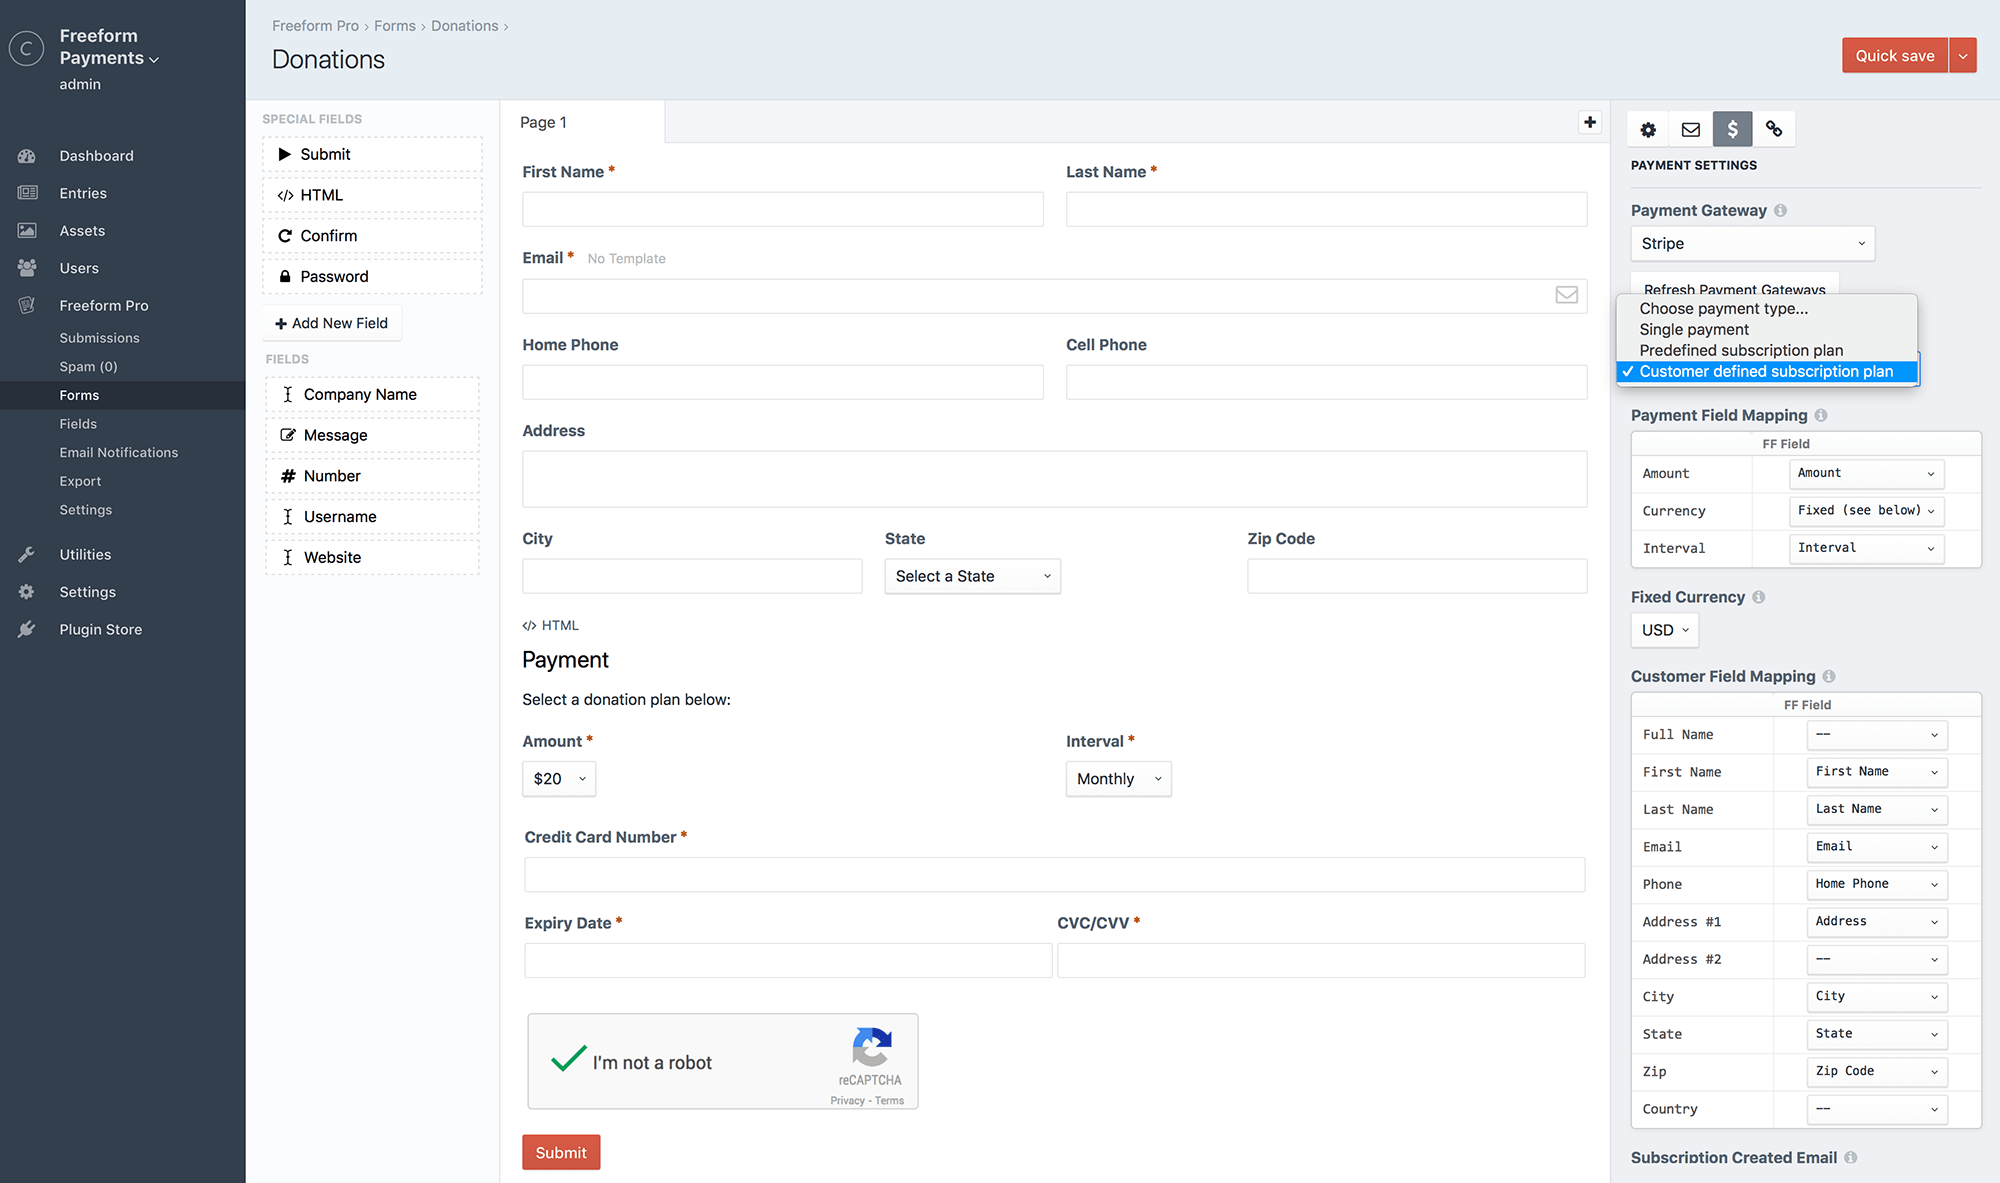 C
Freeform
Payments
admin
Dashboard
Entries
Assets
Users
Freeform Pro
Submissions
Spam (0)
Forms
Fields
Email Notifications
Export
Settings
Utilities
Settings
Plugin Store
Freeform Pro › Forms › Donations ›
Donations
Quick save
SPECIAL FIELDS
Submit
</> HTML
Confirm
Password
+ Add New Field
FIELDS
Company Name
Message
# Number
Username
Website
Page 1
+
First Name *
Last Name *
Email * No Template
Home Phone
Cell Phone
Address
City
State
Zip Code
Select a State
</> HTML
Payment
Select a donation plan below:
Amount *
Interval *
$20
Monthly
Credit Card Number *
Expiry Date *
CVC/CVV *
I'm not a robot
reCAPTCHA
Privacy - Terms
Submit
$
PAYMENT SETTINGS
Payment Gateway
Stripe
Refresh Payment Gateways
Choose payment type...
Single payment
Predefined subscription plan
✓ Customer defined subscription plan
Payment Field Mapping
FF Field
Amount Amount
Currency Fixed (see below)
Interval Interval
Fixed Currency
USD
Customer Field Mapping
FF Field
Full Name --
First Name First Name
Last Name Last Name
Email Email
Phone Home Phone
Address #1 Address
Address #2 --
City City
State State
Zip Zip Code
Country --
Subscription Created Email